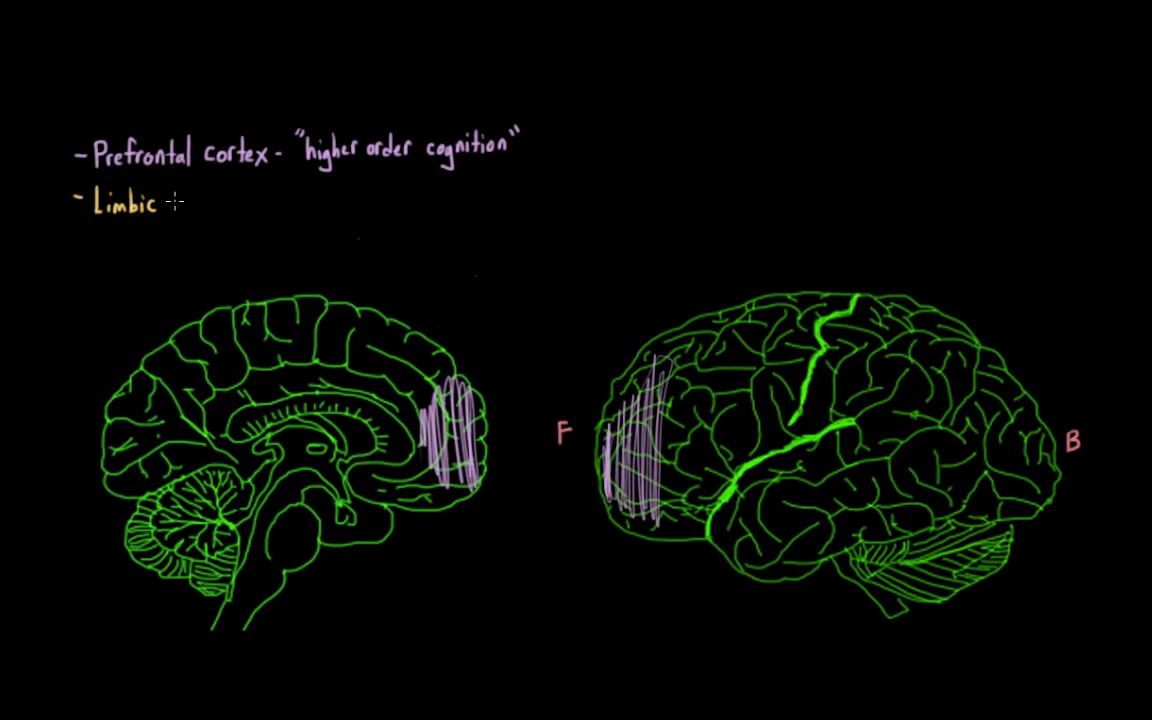 - Prefrontal cortex - "higher order cognition"
- Limbic
F
B